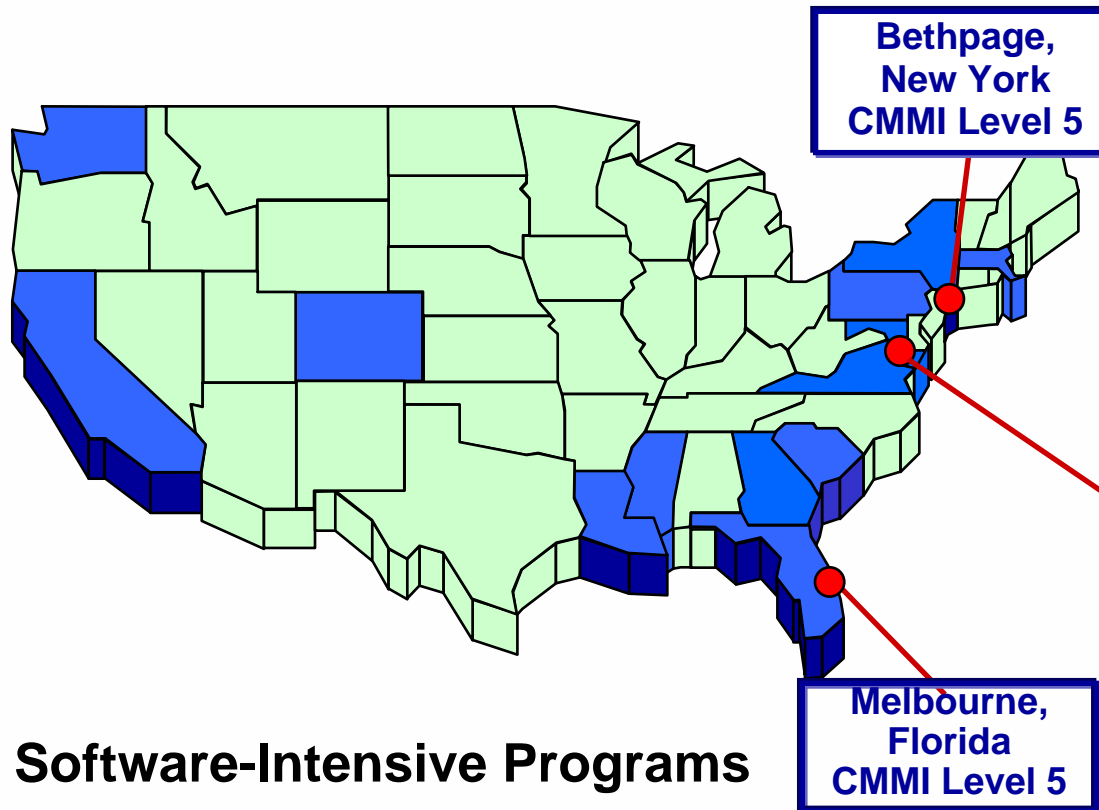 Bethpage,
New York
CMMI Level 5
Melbourne,
Florida
CMMI Level 5
Software-Intensive Programs